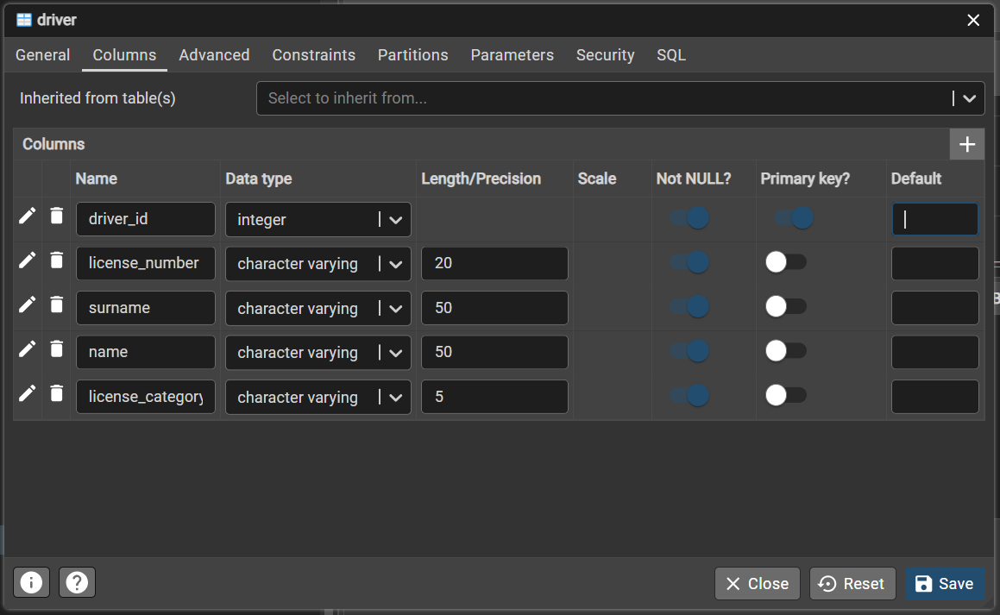 driver
General Columns Advanced Constraints Partitions Parameters Security SQL
Inherited from table(s) Select to inherit from...
Columns
Name Data type Length/Precision Scale Not NULL? Primary key? Default
driver_id integer
license_number character varying 20
surname character varying 50
name character varying 50
license_category character varying 5
Close Reset Save